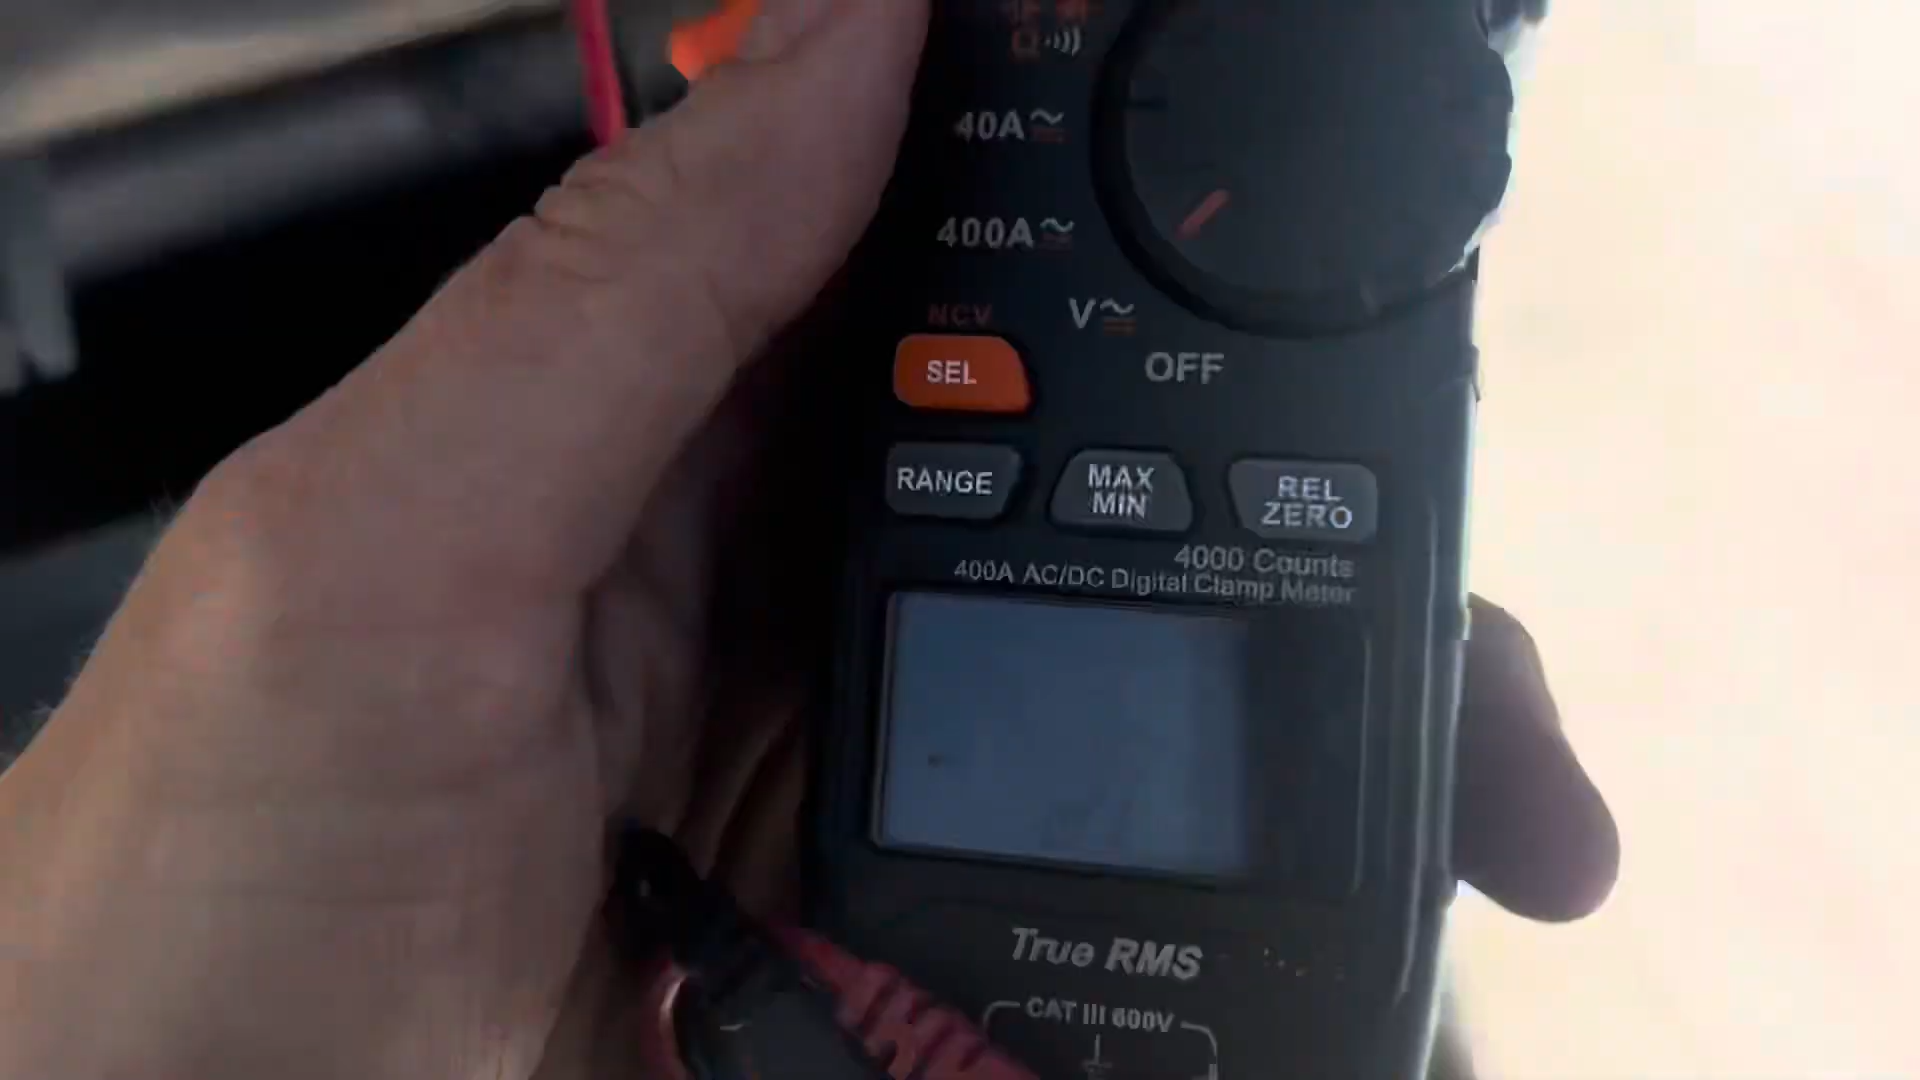 Ω
40A
400A
NCV
V
SEL
OFF
RANGE
MAX
MIN
REL
ZERO
4000 Counts
400A AC/DC Digital Clamp Meter
True RMS
CAT III 600V